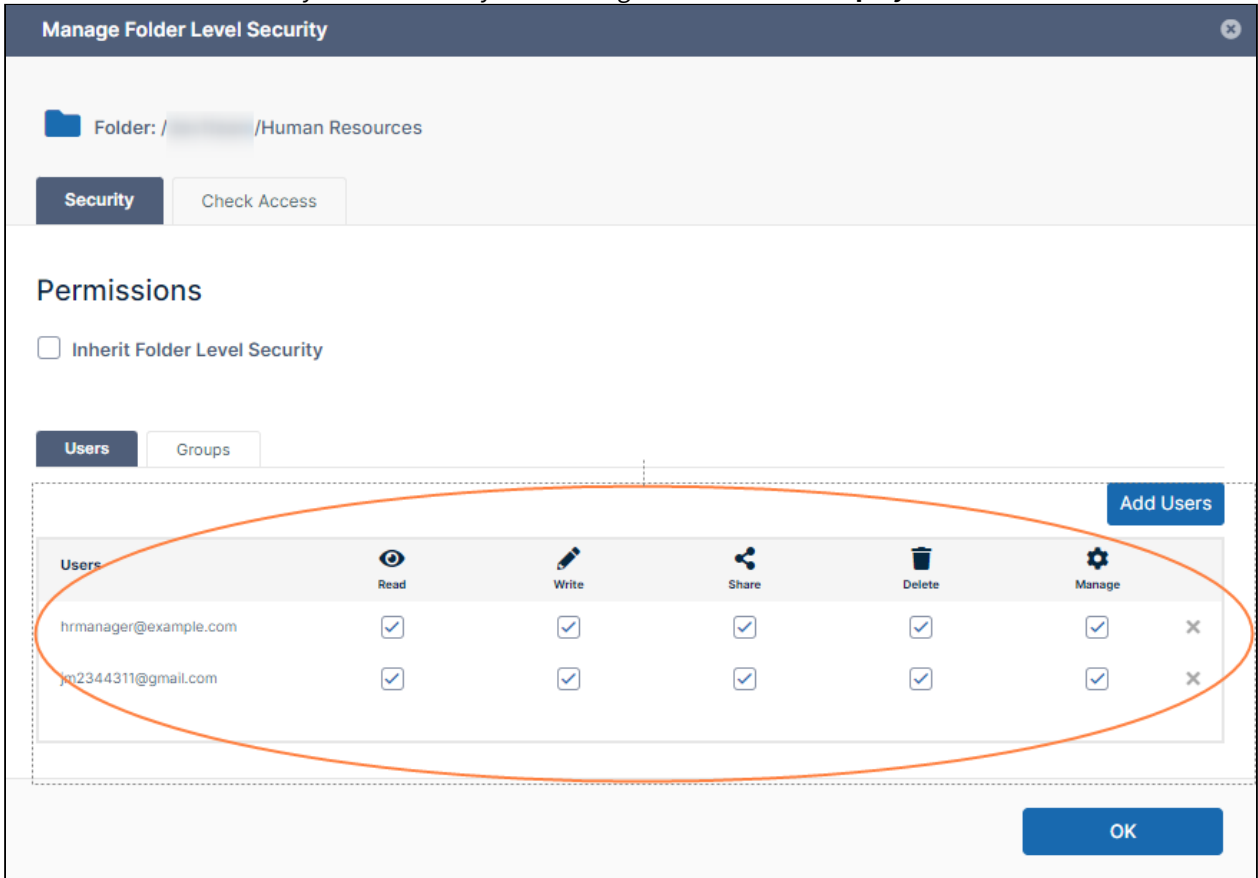 Manage Folder Level Security
Folder: / /Human Resources
Security Check Access
Permissions
Inherit Folder Level Security
Users Groups
Add Users
Users Read Write Share Delete Manage
hrmanager@example.com
jm2344311@gmail.com
OK